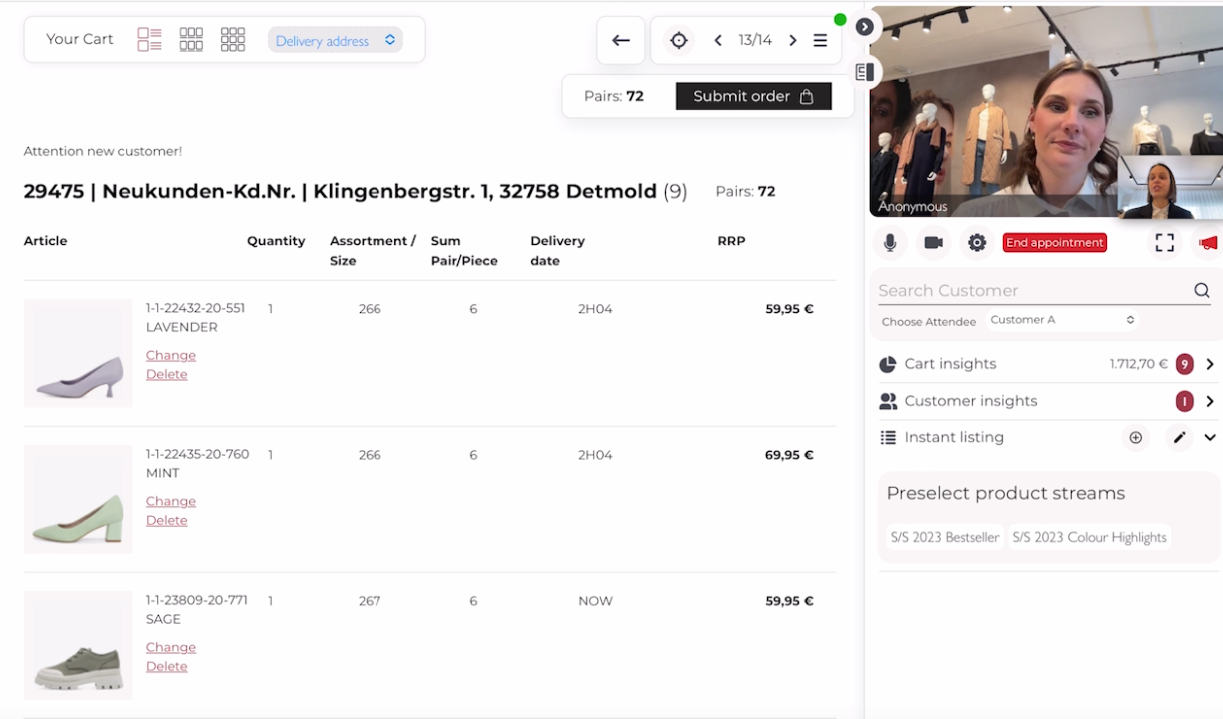 Your Cart
Delivery address
13/14
Pairs: 72
Submit order
Attention new customer!
29475 | Neukunden-Kd.Nr. | Klingenbergstr. 1, 32758 Detmold (9)
Pairs: 72
Article
Quantity
Assortment /
Size
Sum
Pair/Piece
Delivery
date
RRP
1-1-22432-20-551
LAVENDER
1
266
6
2H04
59,95 €
Change
Delete
1-1-22435-20-760
MINT
1
266
6
2H04
69,95 €
Change
Delete
1-1-23809-20-771
SAGE
1
267
6
NOW
59,95 €
Change
Delete
Anonymous
End appointment
Search Customer
Choose Attendee
Customer A
Cart insights
1.712,70 €
9
Customer insights
1
Instant listing
Preselect product streams
S/S 2023 Bestseller
S/S 2023 Colour Highlights